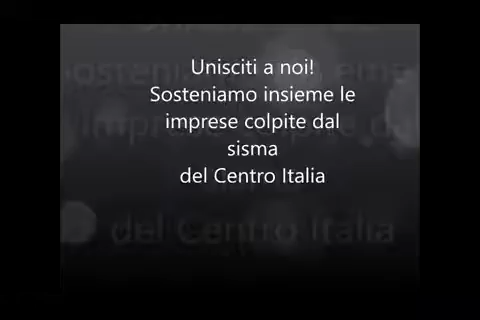 Unisciti a noi!
Sosteniamo insieme le
imprese colpite dal
sisma
del Centro Italia